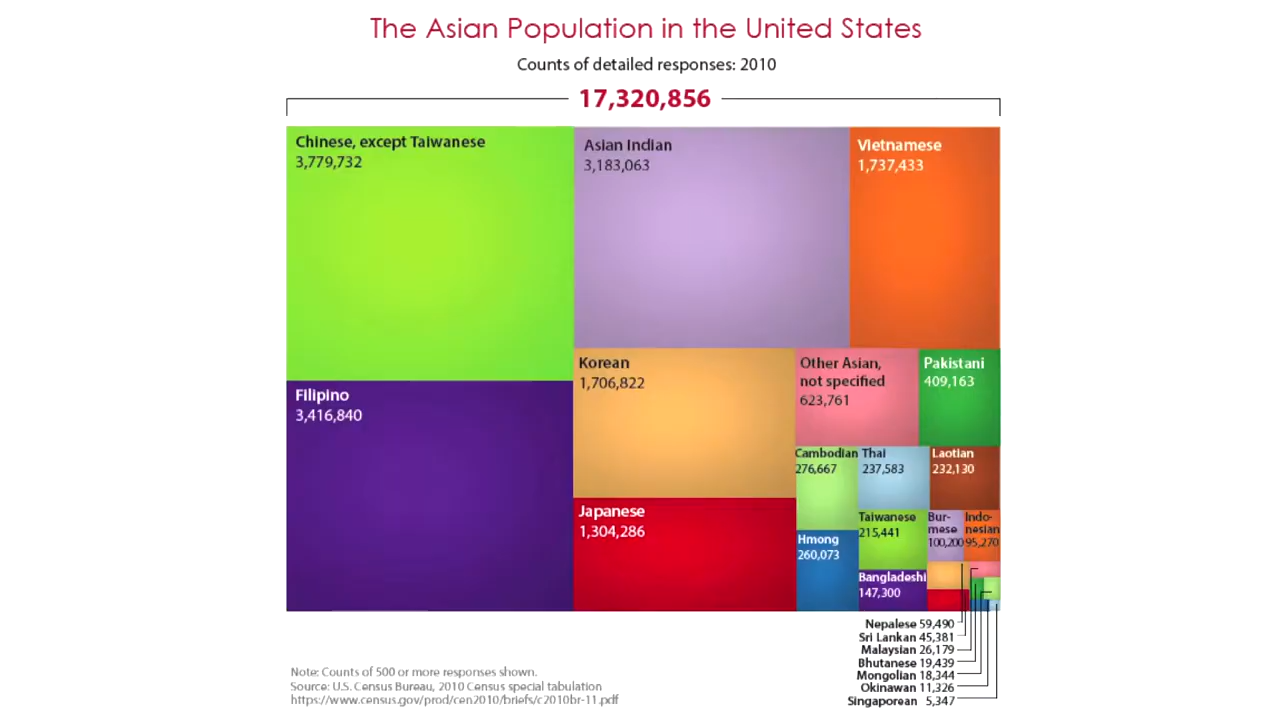 The Asian Population in the United States
Counts of detailed responses: 2010
17,320,856
Chinese, except Taiwanese
3,779,732
Asian Indian
3,183,063
Vietnamese
1,737,433
Filipino
3,416,840
Korean
1,706,822
Other Asian,
not specified
623,761
Pakistani
409,163
Japanese
1,304,286
Cambodian
276,667
Thai
237,583
Laotian
232,130
Hmong
260,073
Taiwanese
215,441
Bur-
mese
100,200
Indo-
nesian
95,270
Bangladeshi
147,300
Nepalese 59,490
Sri Lankan 45,381
Malaysian 26,179
Bhutanese 19,439
Mongolian 18,344
Okinawan 11,326
Singaporean 5,347
Note: Counts of 500 or more responses shown.
Source: U.S. Census Bureau, 2010 Census special tabulation
https://www.census.gov/prod/cen2010/briefs/c2010br-11.pdf